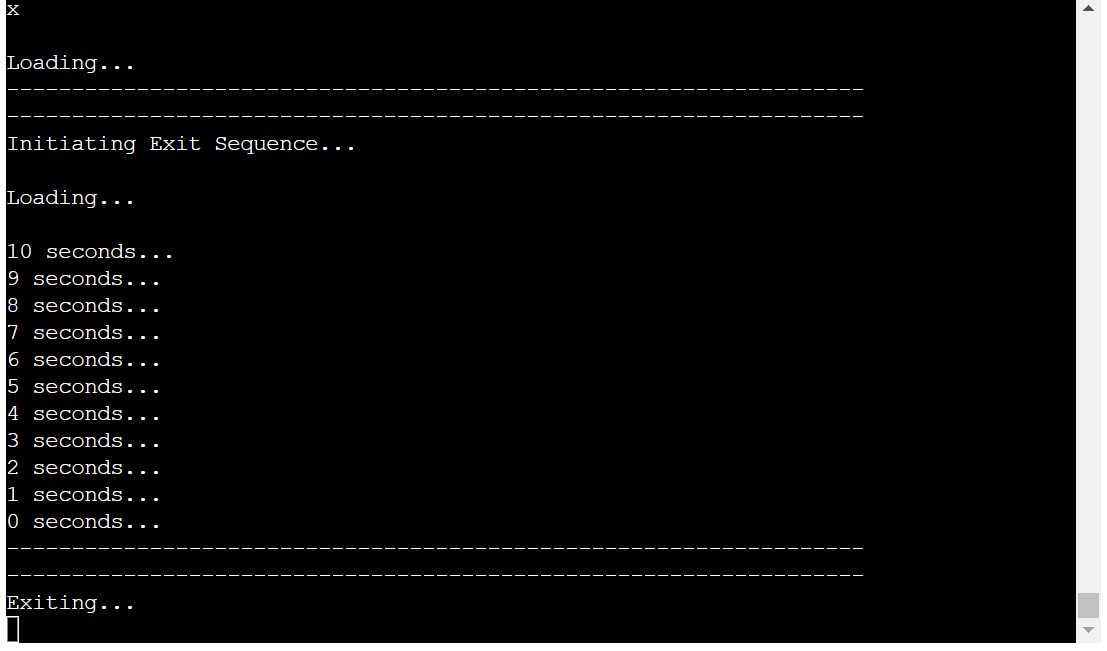 x
Loading...
------------------------------------------------------------------
------------------------------------------------------------------
Initiating Exit Sequence...
Loading...
10 seconds...
9 seconds...
8 seconds...
7 seconds...
6 seconds...
5 seconds...
4 seconds...
3 seconds...
2 seconds...
1 seconds...
0 seconds...
------------------------------------------------------------------
------------------------------------------------------------------
Exiting...